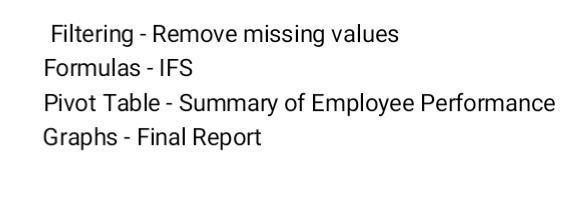 Filtering - Remove missing values
Formulas - IFS
Pivot Table - Summary of Employee Performance
Graphs - Final Report